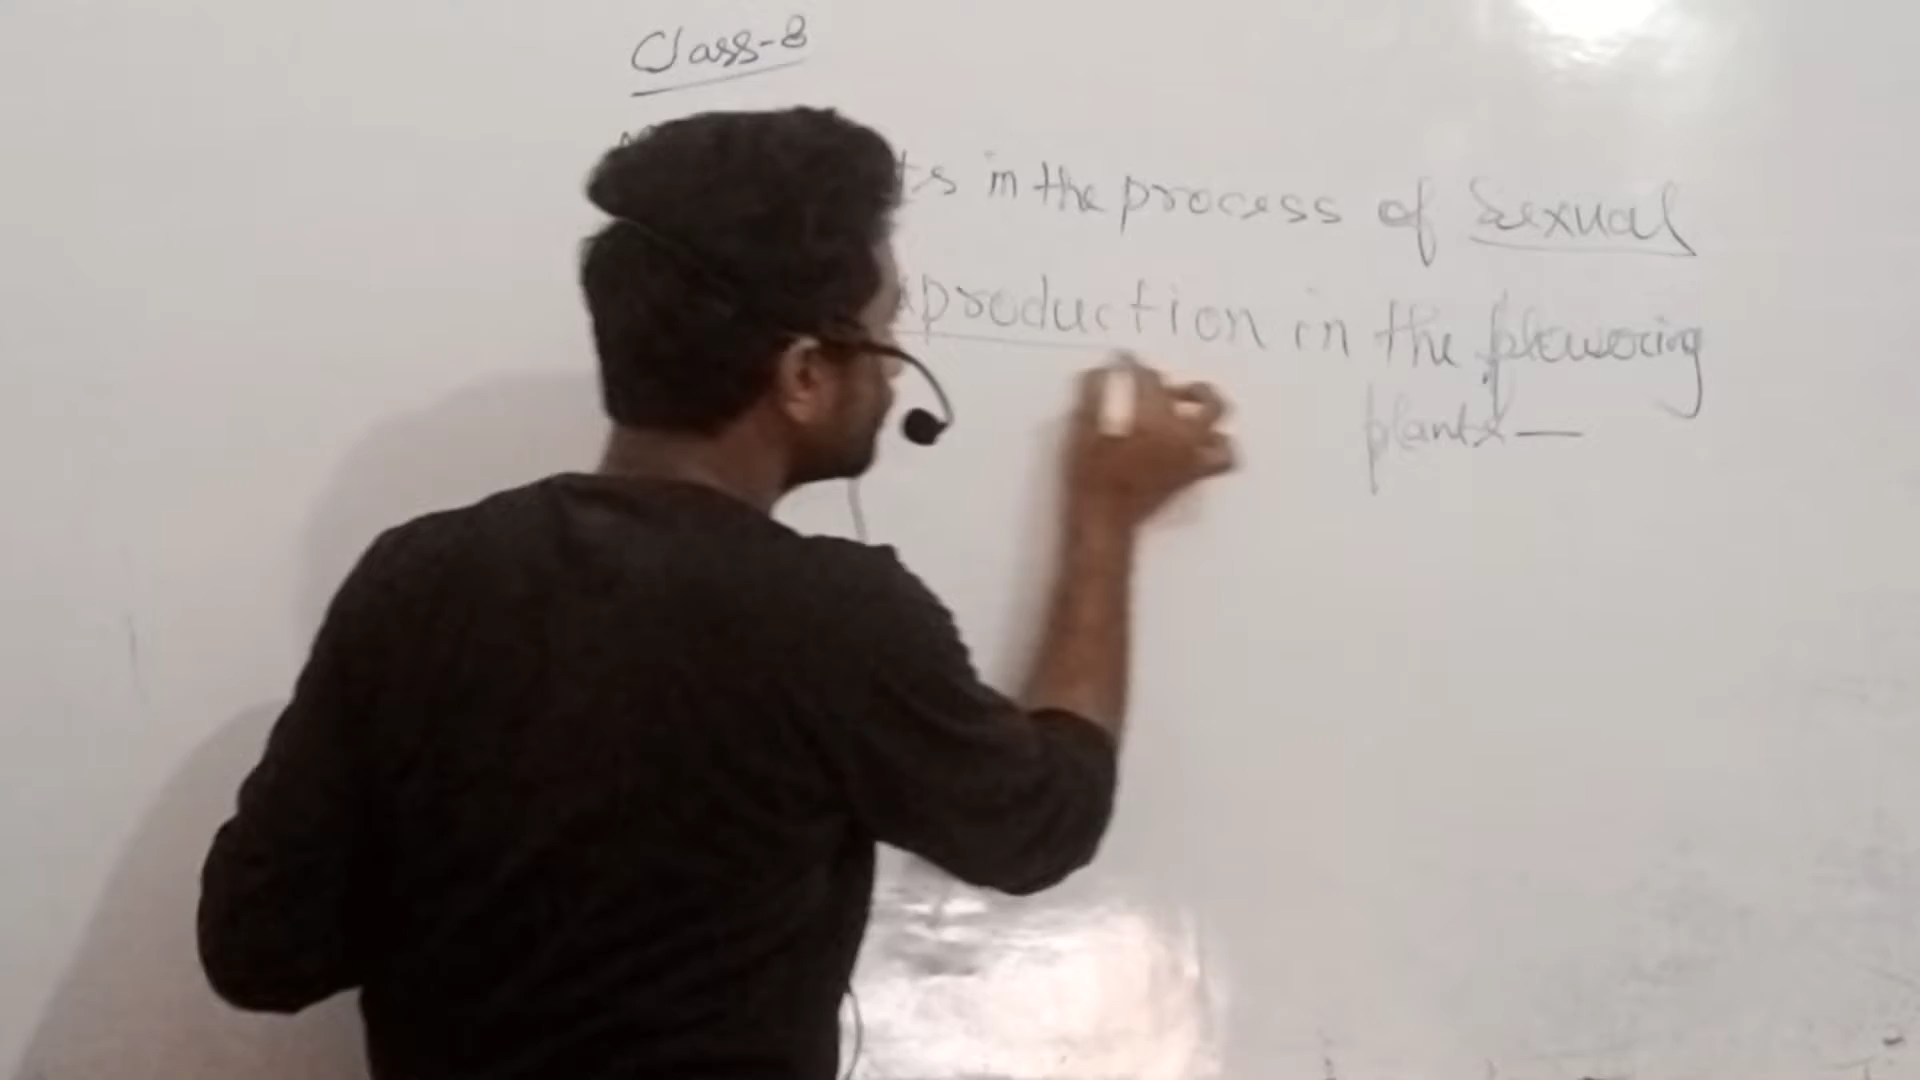 Class-8
ts in the process of Sexual
production in the flowering
plants—